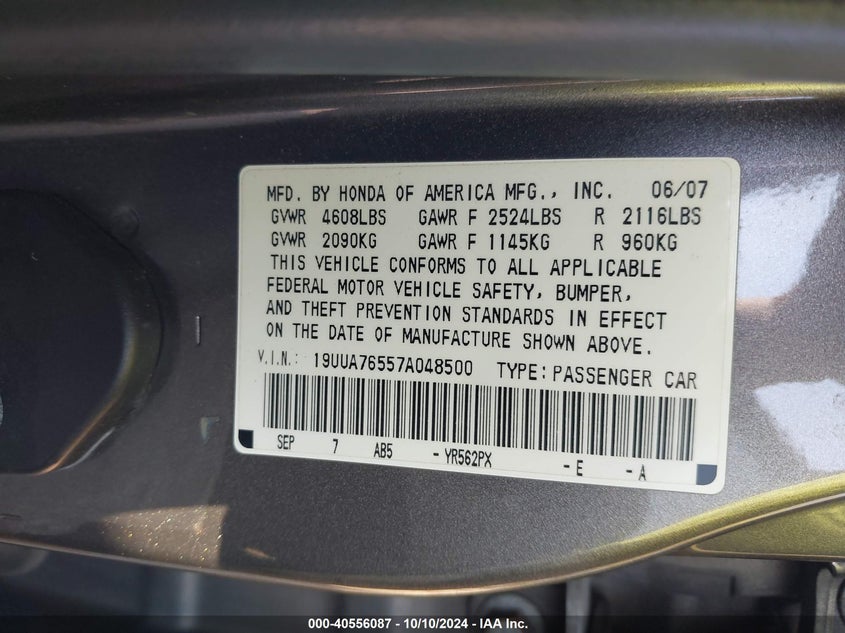 MFD. BY HONDA OF AMERICA MFG., INC. 06/07
GVWR 4608LBS GAWR F 2524LBS R 2116LBS
GVWR 2090KG GAWR F 1145KG R 960KG
THIS VEHICLE CONFORMS TO ALL APPLICABLE
FEDERAL MOTOR VEHICLE SAFETY, BUMPER,
AND THEFT PREVENTION STANDARDS IN EFFECT
ON THE DATE OF MANUFACTURE SHOWN ABOVE.
V.I.N.: 19UUA76557A048500 TYPE:PASSENGER CAR
SEP 7 AB5 -YR562PX -E -A
000-40556087 - 10/10/2024 - IAA Inc.